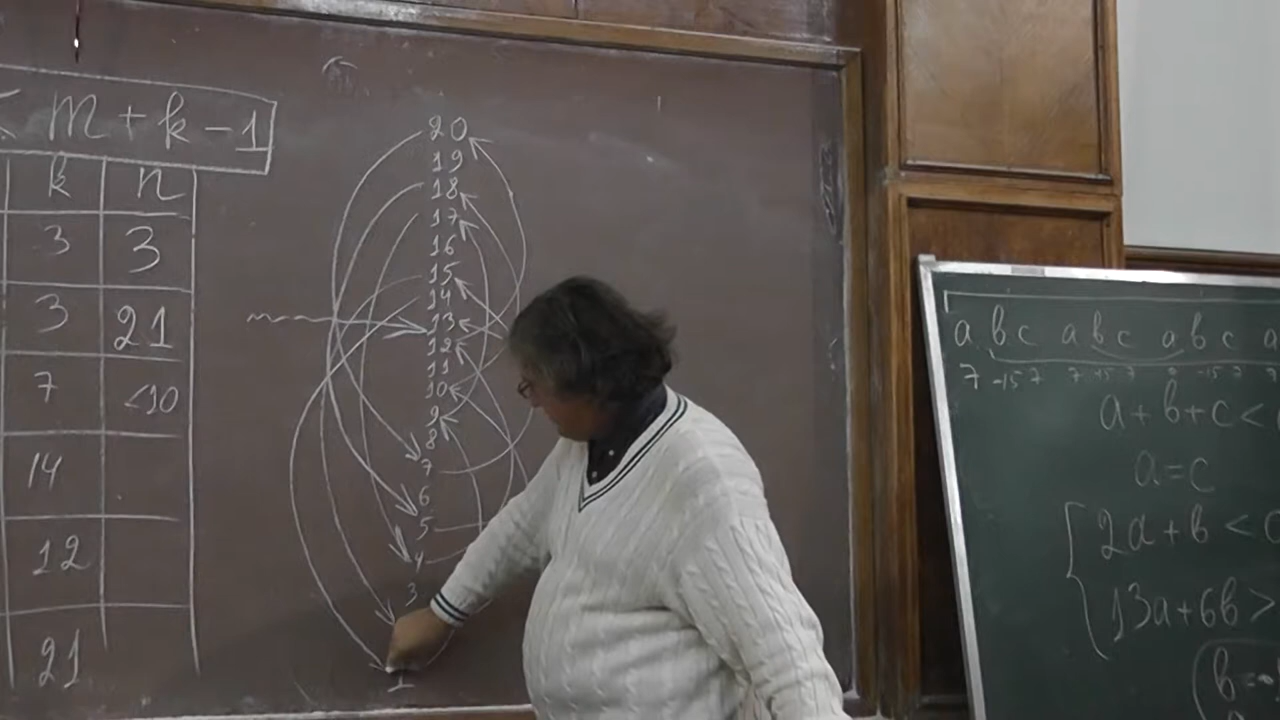 m + k - 1
k n
3 3
3 21
7 <10
14
12
21
20
19
18
17
16
15
14
13
12
11
10
9
8
7
6
5
4
3
1
a b c a b c a b c a
7 -15 7 7 -15 7 -15 7
a + b + c <
a = c
2a + b <
13a + 6b >
b =